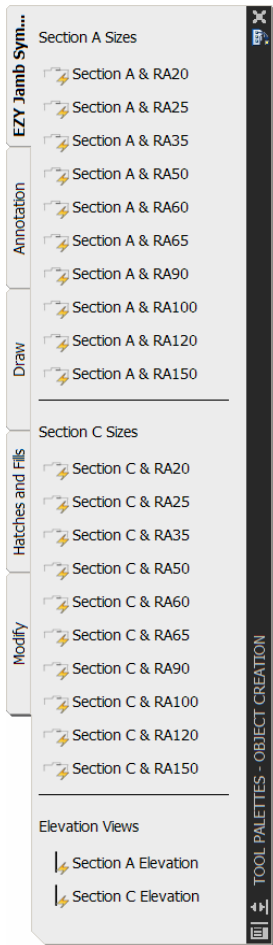 EZY Jamb Sym...
Annotation
Draw
Hatches and Fills
Modify
Section A Sizes
Section A & RA20
Section A & RA25
Section A & RA35
Section A & RA50
Section A & RA60
Section A & RA65
Section A & RA90
Section A & RA100
Section A & RA120
Section A & RA150
Section C Sizes
Section C & RA20
Section C & RA25
Section C & RA35
Section C & RA50
Section C & RA60
Section C & RA65
Section C & RA90
Section C & RA100
Section C & RA120
Section C & RA150
Elevation Views
Section A Elevation
Section C Elevation
TOOL PALETTES - OBJECT CREATION